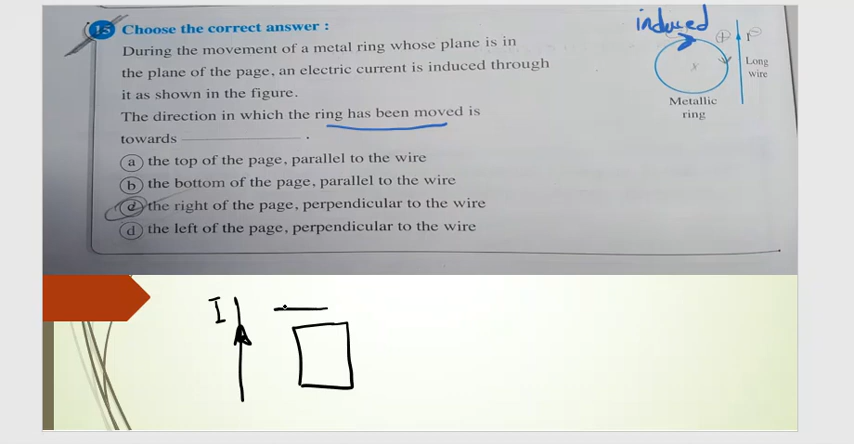 induced
15 Choose the correct answer :
During the movement of a metal ring whose plane is in
the plane of the page, an electric current is induced through
it as shown in the figure.
The direction in which the ring has been moved is
towards .
I
Long
wire
Metallic
ring
a the top of the page, parallel to the wire
b the bottom of the page, parallel to the wire
c the right of the page, perpendicular to the wire
d the left of the page, perpendicular to the wire
I